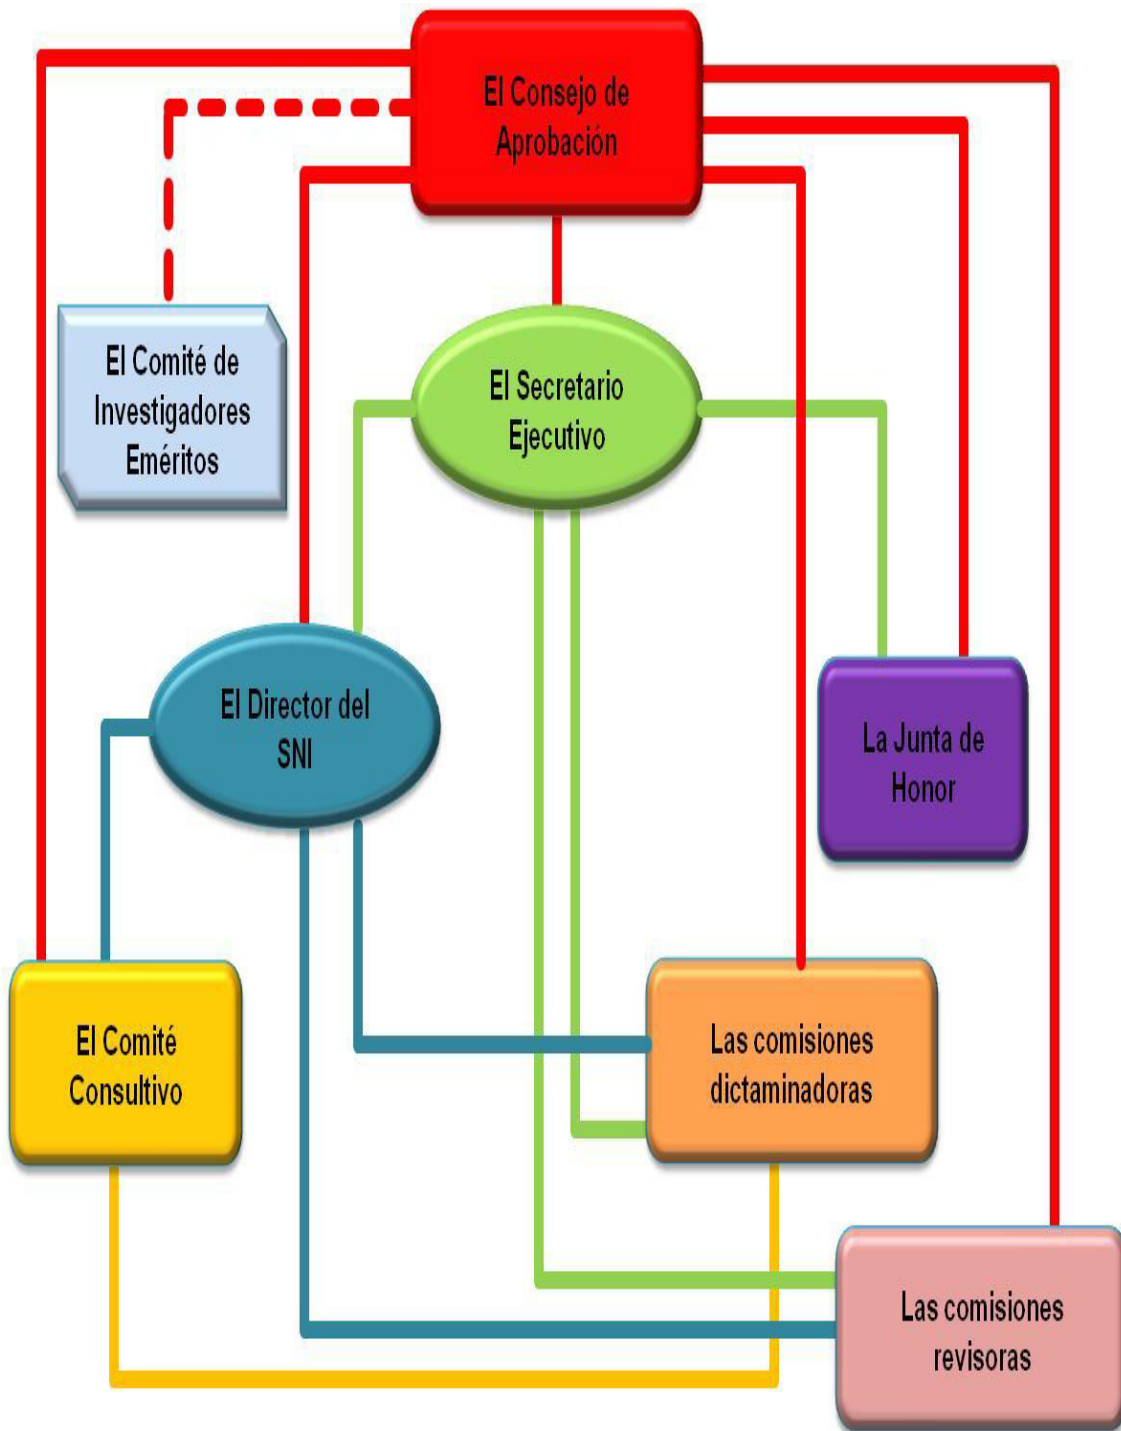 El Consejo de
Aprobación
El Comité de
Investigadores
Eméritos
El Secretario
Ejecutivo
El Director del
SNI
La Junta de
Honor
El Comité
Consultivo
Las comisiones
dictaminadoras
Las comisiones
revisoras